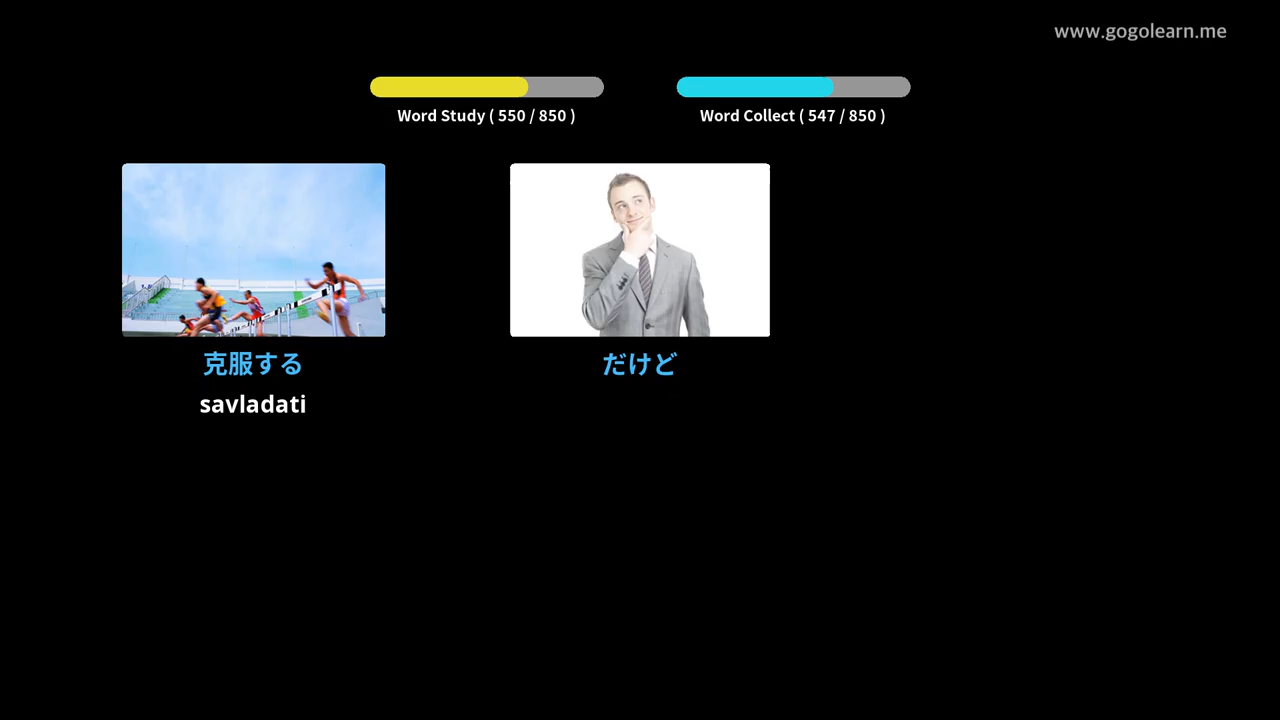 www.gogolearn.me
Word Study ( 550 / 850 )
Word Collect ( 547 / 850 )
克服する
savladati
だけど